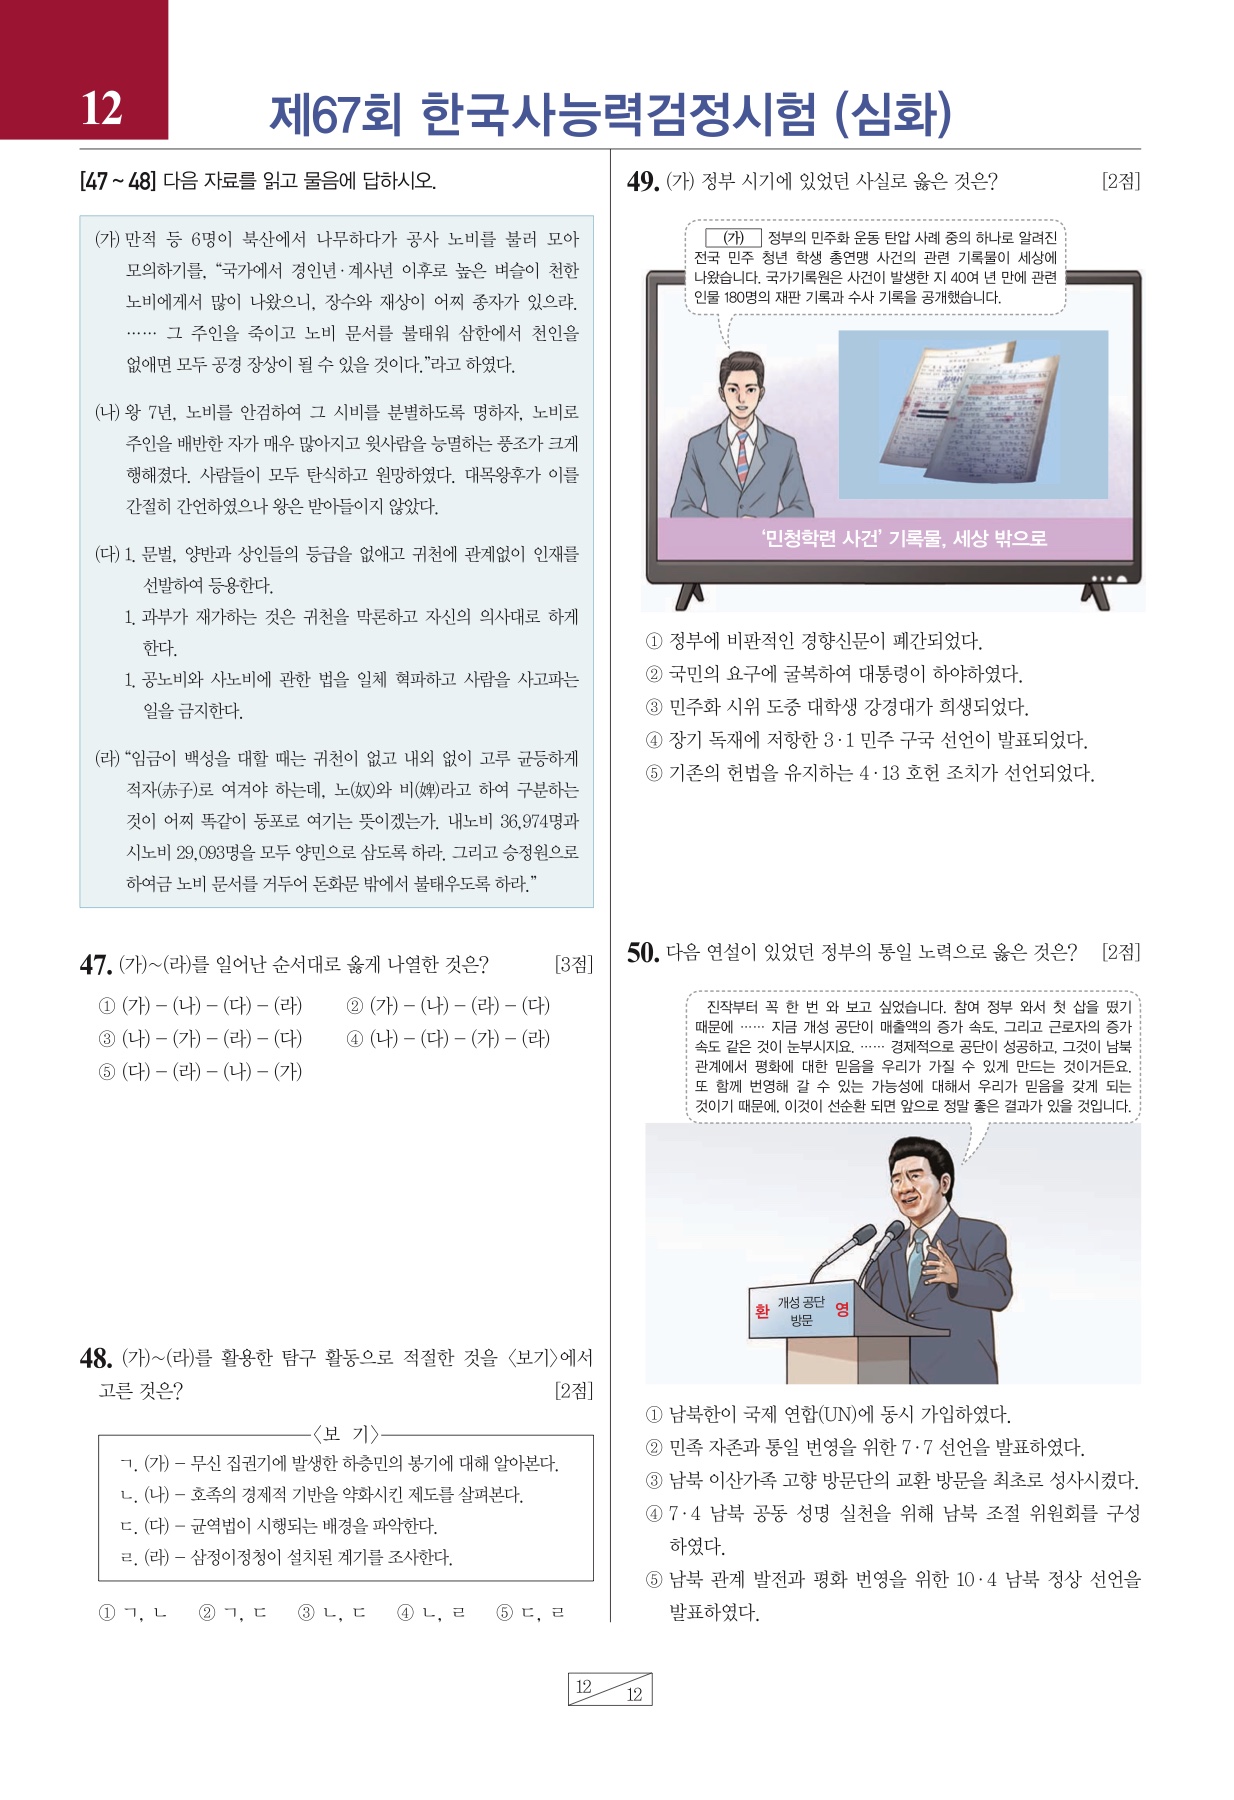 12
제67회 한국사능력검정시험 (심화)
[47 ~ 48] 다음 자료를 읽고 물음에 답하시오.
(가) 만적 등 6명이 북산에서 나무하다가 공사 노비를 불러 모아
모의하기를, “국가에서 경인년·계사년 이후로 높은 벼슬이 천한
노비에게서 많이 나왔으니, 장수와 재상이 어찌 종자가 있으랴.
…… 그 주인을 죽이고 노비 문서를 불태워 삼한에서 천인을
없애면 모두 공경 장상이 될 수 있을 것이다.”라고 하였다.
(나) 왕 7년, 노비를 안검하여 그 시비를 분별하도록 명하자, 노비로
주인을 배반한 자가 매우 많아지고 윗사람을 능멸하는 풍조가 크게
행해졌다. 사람들이 모두 탄식하고 원망하였다. 대목왕후가 이를
간절히 간언하였으나 왕은 받아들이지 않았다.
(다) 1. 문벌, 양반과 상인들의 등급을 없애고 귀천에 관계없이 인재를
선발하여 등용한다.
1. 과부가 재가하는 것은 귀천을 막론하고 자신의 의사대로 하게
한다.
1. 공노비와 사노비에 관한 법을 일체 혁파하고 사람을 사고파는
일을 금지한다.
(라) “임금이 백성을 대할 때는 귀천이 없고 내외 없이 고루 균등하게
적자(赤子)로 여겨야 하는데, 노(奴)와 비(婢)라고 하여 구분하는
것이 어찌 똑같이 동포로 여기는 뜻이겠는가. 내노비 36,974명과
시노비 29,093명을 모두 양민으로 삼도록 하라. 그리고 승정원으로
하여금 노비 문서를 거두어 돈화문 밖에서 불태우도록 하라.”
47. (가)~(라)를 일어난 순서대로 옳게 나열한 것은? [3점]
① (가) – (나) – (다) – (라) ② (가) – (나) – (라) – (다)
③ (나) – (가) – (라) – (다) ④ (나) – (다) – (가) – (라)
⑤ (다) – (라) – (나) – (가)
48. (가)~(라)를 활용한 탐구 활동으로 적절한 것을 〈보기〉에서
고른 것은? [2점]
〈보 기〉
ㄱ. (가) – 무신 집권기에 발생한 하층민의 봉기에 대해 알아본다.
ㄴ. (나) – 호족의 경제적 기반을 약화시킨 제도를 살펴본다.
ㄷ. (다) – 균역법이 시행되는 배경을 파악한다.
ㄹ. (라) – 삼정이정청이 설치된 계기를 조사한다.
① ㄱ, ㄴ ② ㄱ, ㄷ ③ ㄴ, ㄷ ④ ㄴ, ㄹ ⑤ ㄷ, ㄹ
49. (가) 정부 시기에 있었던 사실로 옳은 것은? [2점]
(가) 정부의 민주화 운동 탄압 사례 중의 하나로 알려진
전국 민주 청년 학생 총연맹 사건의 관련 기록물이 세상에
나왔습니다. 국가기록원은 사건이 발생한 지 40여 년 만에 관련
인물 180명의 재판 기록과 수사 기록을 공개했습니다.
‘민청학련 사건’ 기록물, 세상 밖으로
① 정부에 비판적인 경향신문이 폐간되었다.
② 국민의 요구에 굴복하여 대통령이 하야하였다.
③ 민주화 시위 도중 대학생 강경대가 희생되었다.
④ 장기 독재에 저항한 3·1 민주 구국 선언이 발표되었다.
⑤ 기존의 헌법을 유지하는 4·13 호헌 조치가 선언되었다.
50. 다음 연설이 있었던 정부의 통일 노력으로 옳은 것은? [2점]
진작부터 꼭 한 번 와 보고 싶었습니다. 참여 정부 와서 첫 삽을 떴기
때문에 …… 지금 개성 공단이 매출액의 증가 속도, 그리고 근로자의 증가
속도 같은 것이 눈부시지요. …… 경제적으로 공단이 성공하고, 그것이 남북
관계에서 평화에 대한 믿음을 우리가 가질 수 있게 만드는 것이거든요.
또 함께 번영해 갈 수 있는 가능성에 대해서 우리가 믿음을 갖게 되는
것이기 때문에, 이것이 선순환 되면 앞으로 정말 좋은 결과가 있을 것입니다.
환 개성 공단 영
방문
① 남북한이 국제 연합(UN)에 동시 가입하였다.
② 민족 자존과 통일 번영을 위한 7·7 선언을 발표하였다.
③ 남북 이산가족 고향 방문단의 교환 방문을 최초로 성사시켰다.
④ 7·4 남북 공동 성명 실천을 위해 남북 조절 위원회를 구성
하였다.
⑤ 남북 관계 발전과 평화 번영을 위한 10·4 남북 정상 선언을
발표하였다.
12
12